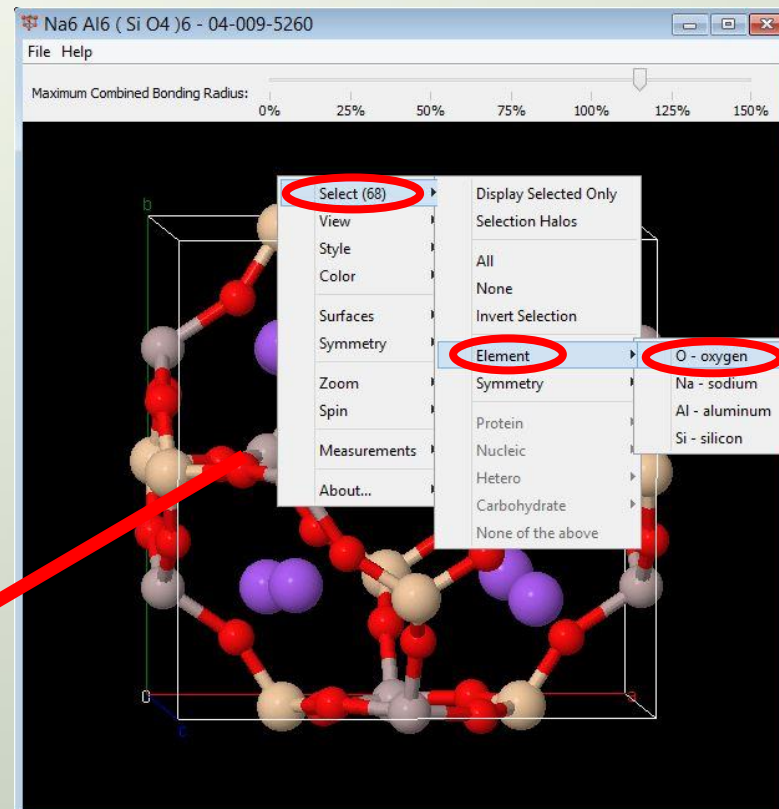 Na6 Al6 ( Si O4 )6 - 04-009-5260
File Help
Maximum Combined Bonding Radius:
0% 25% 50% 75% 100% 125% 150%
Select (68)
View
Style
Color
Surfaces
Symmetry
Zoom
Spin
Measurements
About...
Display Selected Only
Selection Halos
All
None
Invert Selection
Element
Symmetry
Protein
Nucleic
Hetero
Carbohydrate
None of the above
O - oxygen
Na - sodium
Al - aluminum
Si - silicon
b
0
a
c